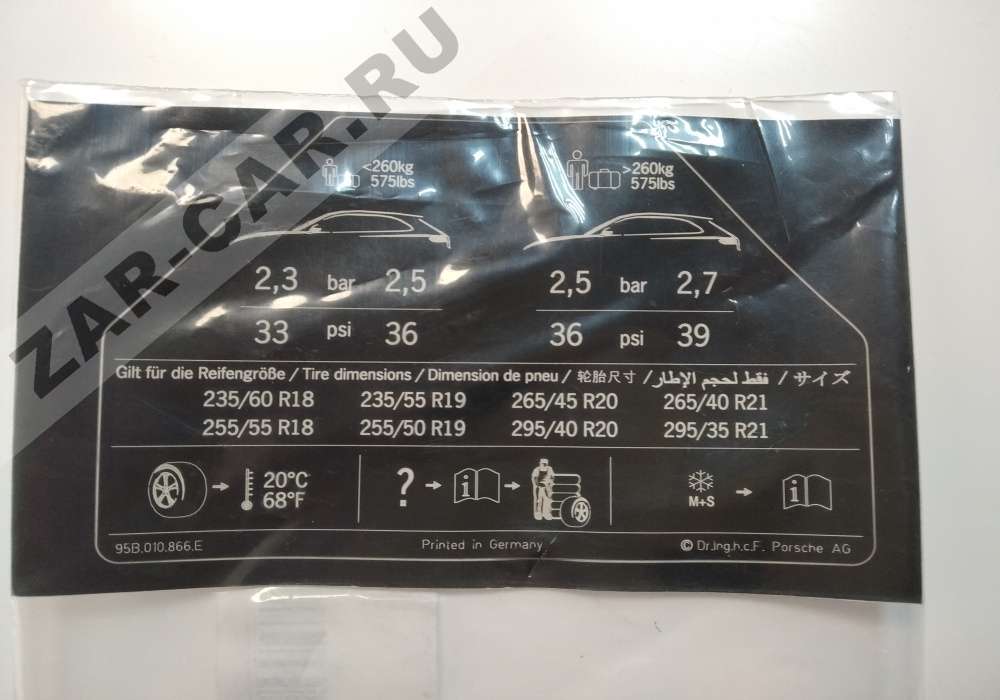 ZAR-CAR.RU
<260kg
575lbs
>260kg
575lbs
2,3 bar 2,5
2,5 bar 2,7
33 psi 36
36 psi 39
Gilt für die Reifengröße / Tire dimensions / Dimension de pneu / 轮胎尺寸 / فقط لحجم الإطار / サイズ
235/60 R18 235/55 R19 265/45 R20 265/40 R21
255/55 R18 255/50 R19 295/40 R20 295/35 R21
20°C
68°F
? i
M+S i
95B.010.866.E Printed in Germany © Dr.Ing.h.c.F. Porsche AG